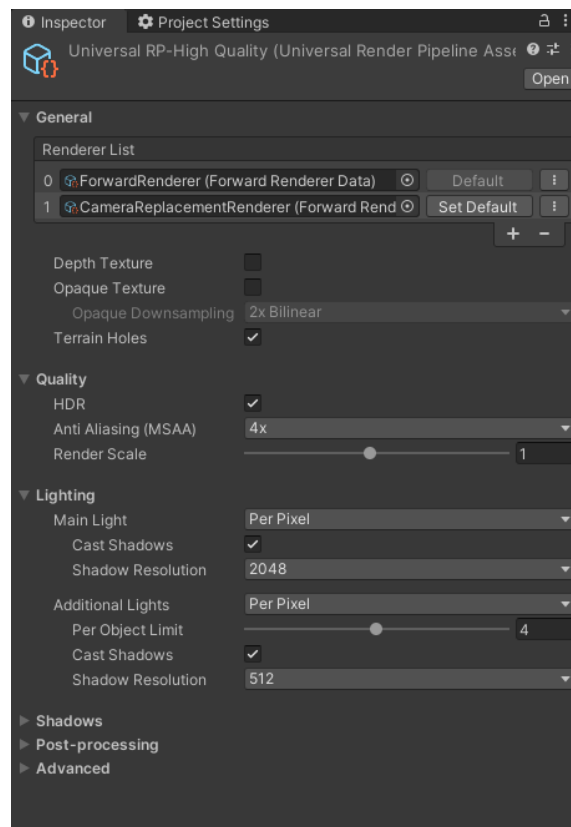 Inspector Project Settings
Universal RP-High Quality (Universal Render Pipeline Asse
Open
General
Renderer List
0 ForwardRenderer (Forward Renderer Data) Default
1 CameraReplacementRenderer (Forward Rend Set Default
+ −
Depth Texture
Opaque Texture
Opaque Downsampling 2x Bilinear
Terrain Holes
Quality
HDR
Anti Aliasing (MSAA) 4x
Render Scale 1
Lighting
Main Light Per Pixel
Cast Shadows
Shadow Resolution 2048
Additional Lights Per Pixel
Per Object Limit 4
Cast Shadows
Shadow Resolution 512
Shadows
Post-processing
Advanced